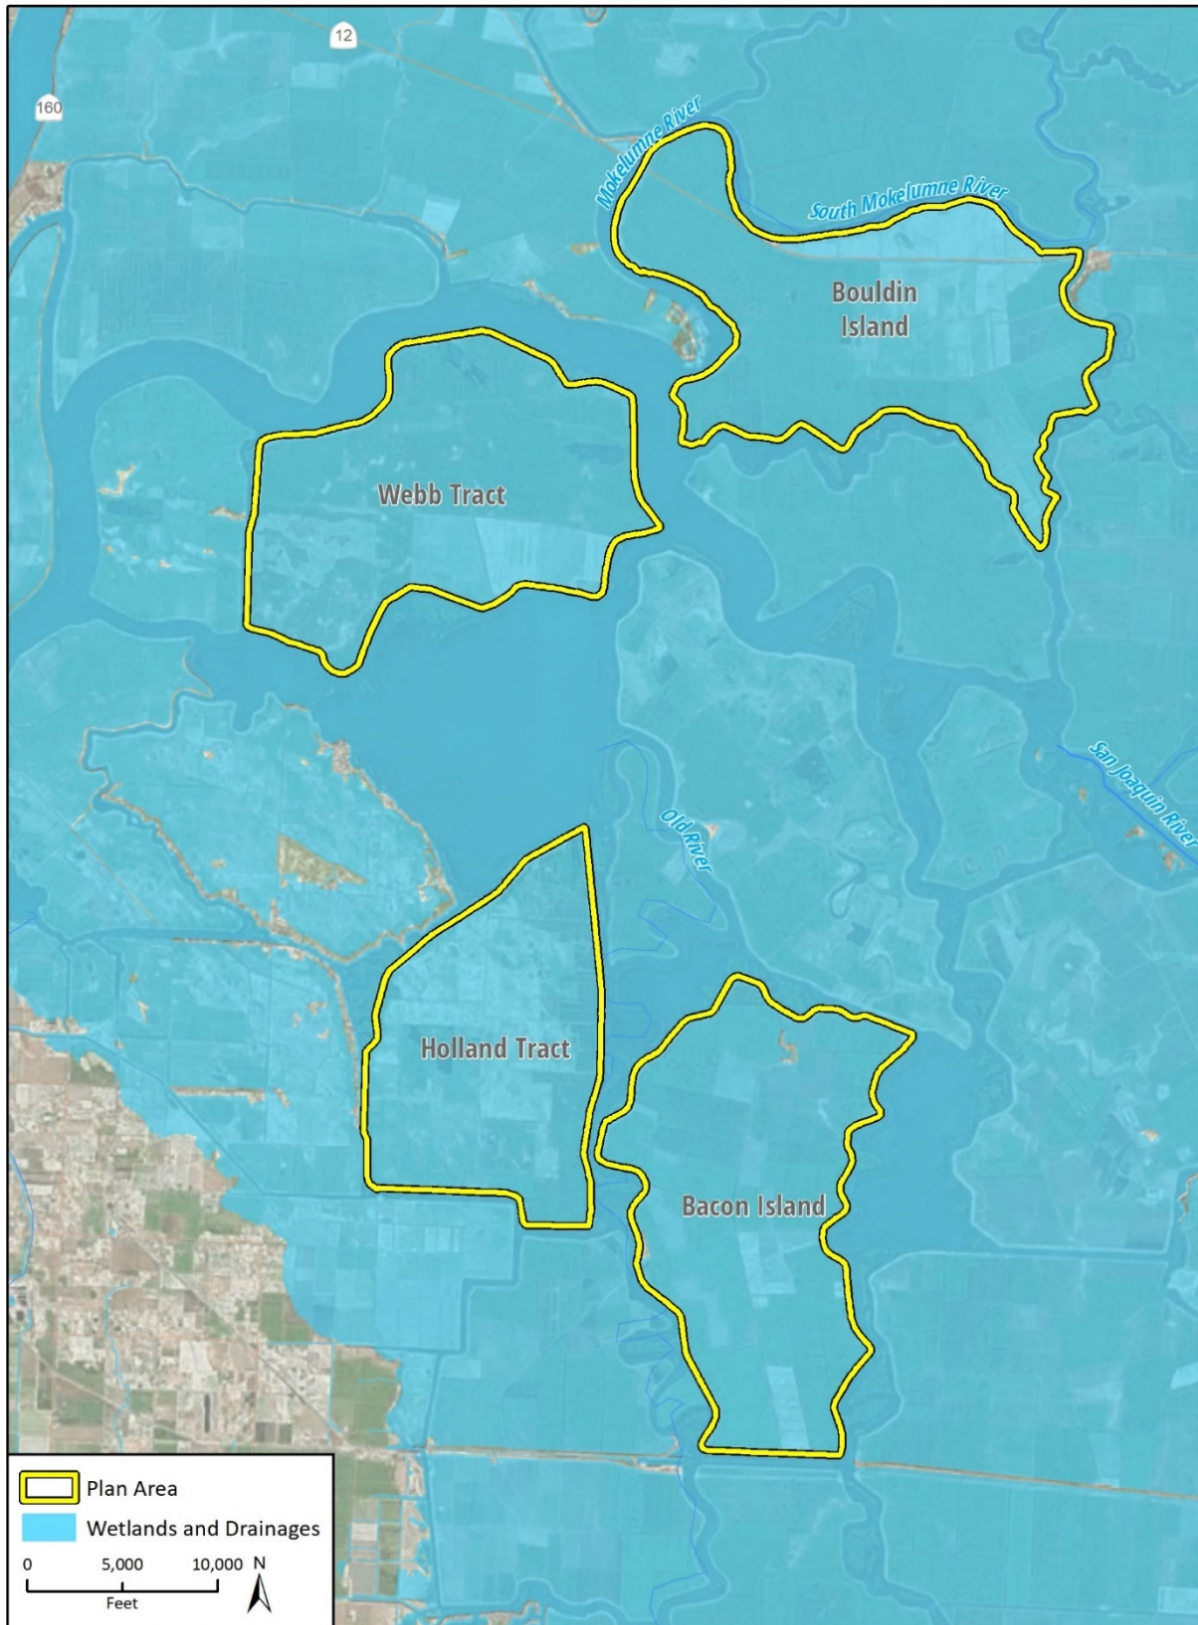 12
160
Mokelumne River
South Mokelumne River
Bouldin
Island
Webb Tract
San Joaquin River
Old River
Holland Tract
Bacon Island
Plan Area
Wetlands and Drainages
0 5,000 10,000 N
Feet